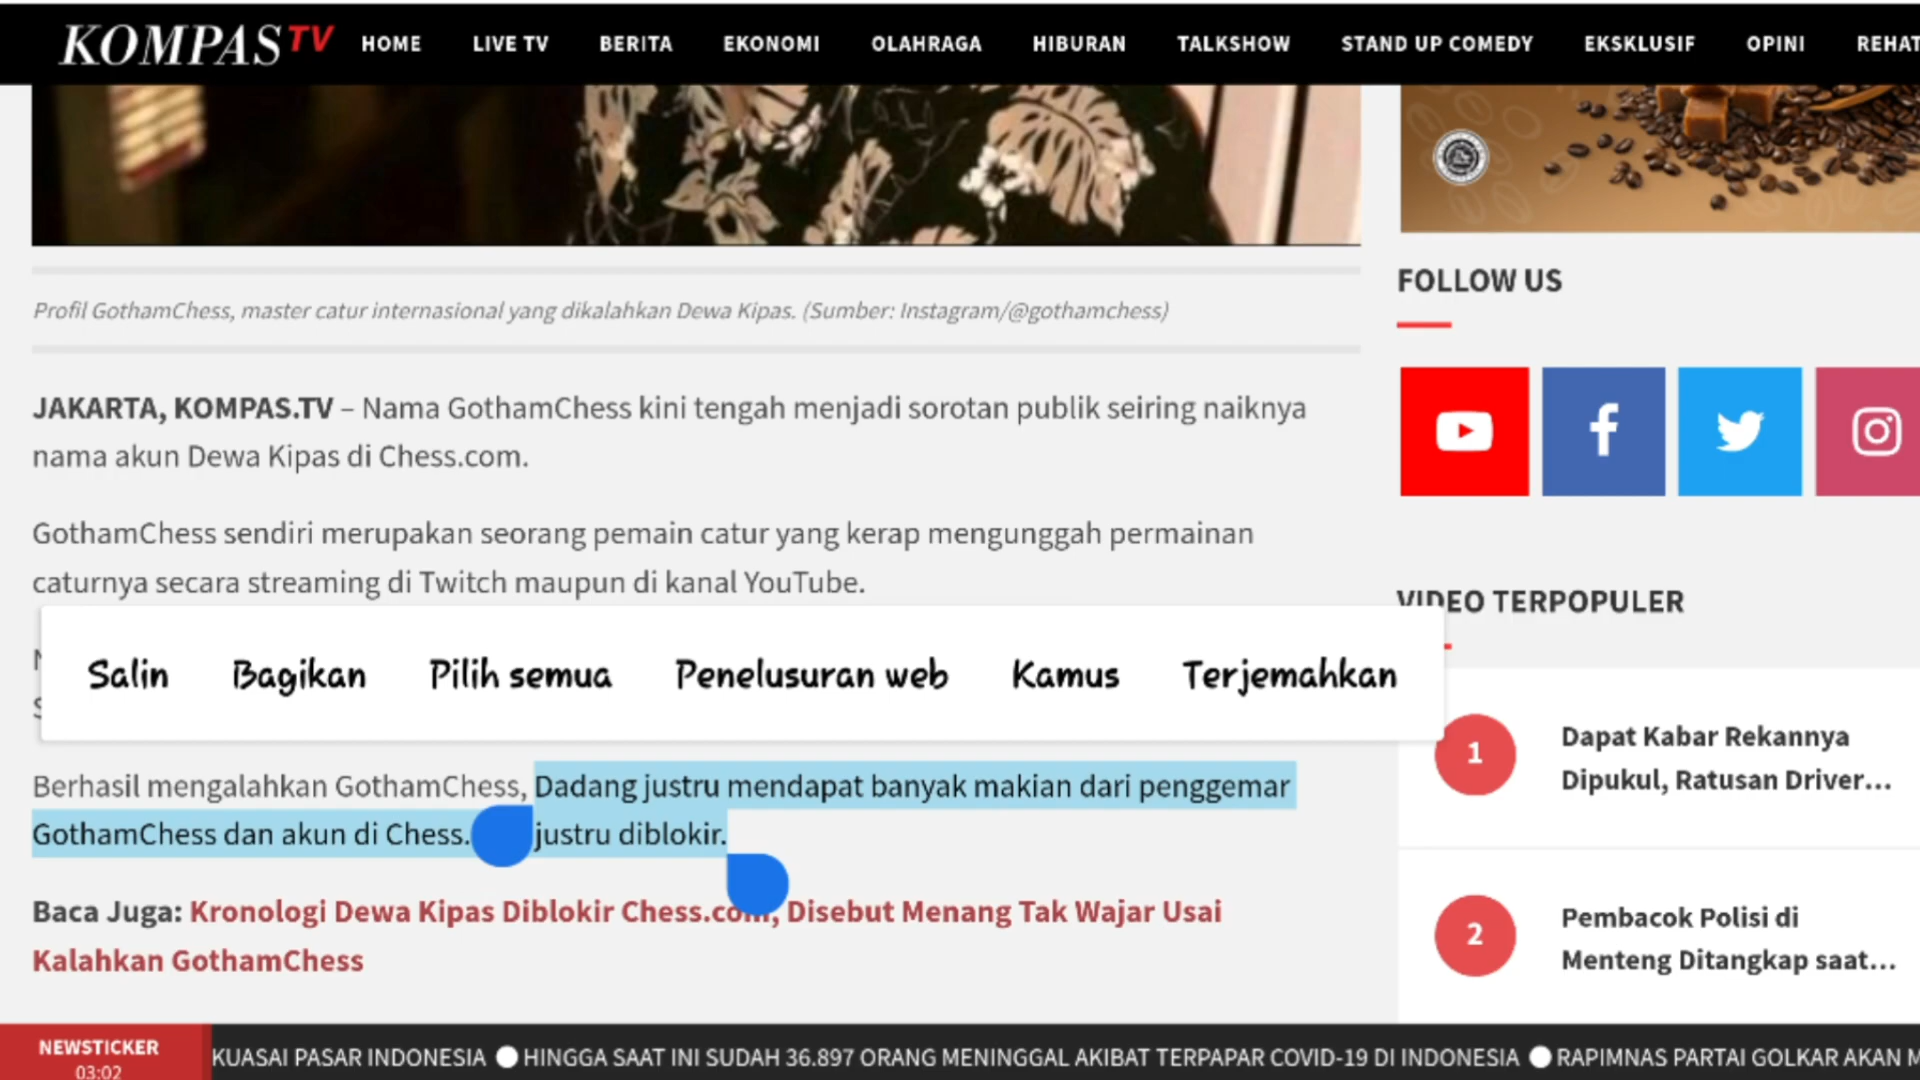 KOMPAS TV HOME LIVE TV BERITA EKONOMI OLAHRAGA HIBURAN TALKSHOW STAND UP COMEDY EKSKLUSIF OPINI
Profil GothamChess, master catur internasional yang dikalahkan Dewa Kipas. (Sumber: Instagram/@gothamchess)
JAKARTA, KOMPAS.TV – Nama GothamChess kini tengah menjadi sorotan publik seiring naiknya
nama akun Dewa Kipas di Chess.com.
GothamChess sendiri merupakan seorang pemain catur yang kerap mengunggah permainan
caturnya secara streaming di Twitch maupun di kanal YouTube.
Salin Bagikan Pilih semua Penelusuran web Kamus Terjemahkan
Berhasil mengalahkan GothamChess, Dadang justru mendapat banyak makian dari penggemar
GothamChess dan akun di Chess. justru diblokir.
Baca Juga: Kronologi Dewa Kipas Diblokir Chess.com, Disebut Menang Tak Wajar Usai
Kalahkan GothamChess
FOLLOW US
VIDEO TERPOPULER
1
Dapat Kabar Rekannya
Dipukul, Ratusan Driver...
2
Pembacok Polisi di
Menteng Ditangkap saat...
NEWSTICKER
03:02
KUASAI PASAR INDONESIA HINGGA SAAT INI SUDAH 36.897 ORANG MENINGGAL AKIBAT TERPAPAR COVID-19 DI INDONESIA RAPIMNAS PARTAI GOLKAR AKAN